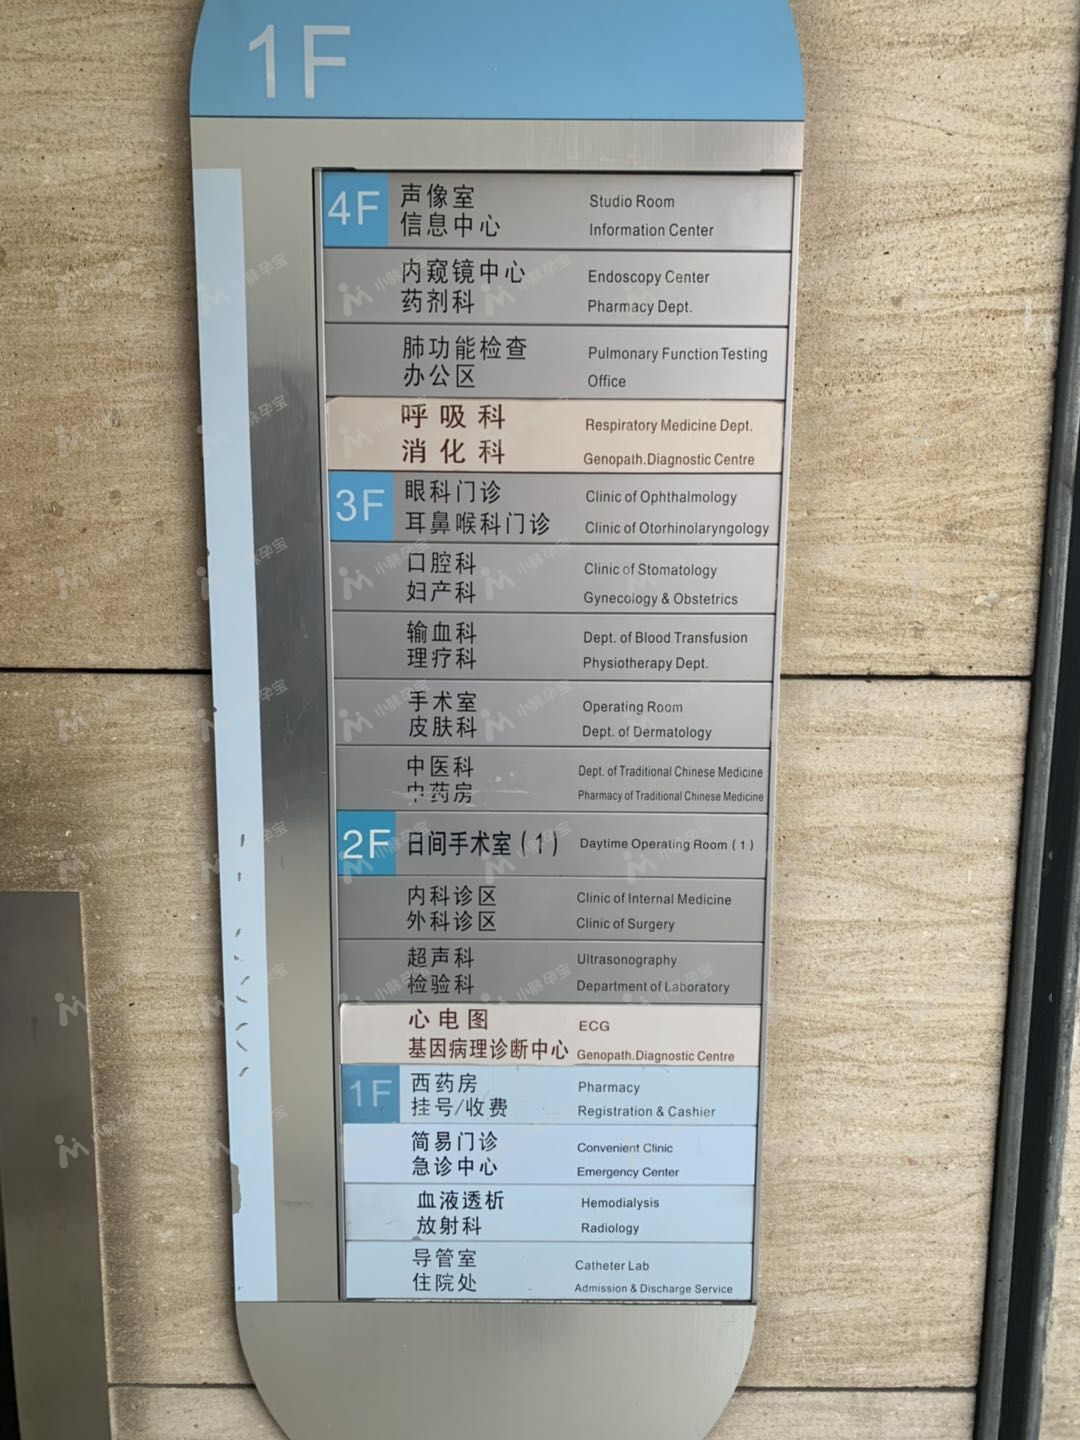 1F
4F 声像室 Studio Room
信息中心 Information Center
内窥镜中心 Endoscopy Center
药剂科 Pharmacy Dept.
肺功能检查 Pulmonary Function Testing
办公区 Office
呼吸科 Respiratory Medicine Dept.
消化科 Genopath.Diagnostic Centre
3F 眼科门诊 Clinic of Ophthalmology
耳鼻喉科门诊 Clinic of Otorhinolaryngology
口腔科 Clinic of Stomatology
妇产科 Gynecology & Obstetrics
输血科 Dept. of Blood Transfusion
理疗科 Physiotherapy Dept.
手术室 Operating Room
皮肤科 Dept. of Dermatology
中医科 Dept. of Traditional Chinese Medicine
中药房 Pharmacy of Traditional Chinese Medicine
2F 日间手术室(1) Daytime Operating Room (1)
内科诊区 Clinic of Internal Medicine
外科诊区 Clinic of Surgery
超声科 Ultrasonography
检验科 Department of Laboratory
心电图 ECG
基因病理诊断中心 Genopath.Diagnostic Centre
1F 西药房 Pharmacy
挂号/收费 Registration & Cashier
简易门诊 Convenient Clinic
急诊中心 Emergency Center
血液透析 Hemodialysis
放射科 Radiology
导管室 Catheter Lab
住院处 Admission & Discharge Service
小脉孕宝